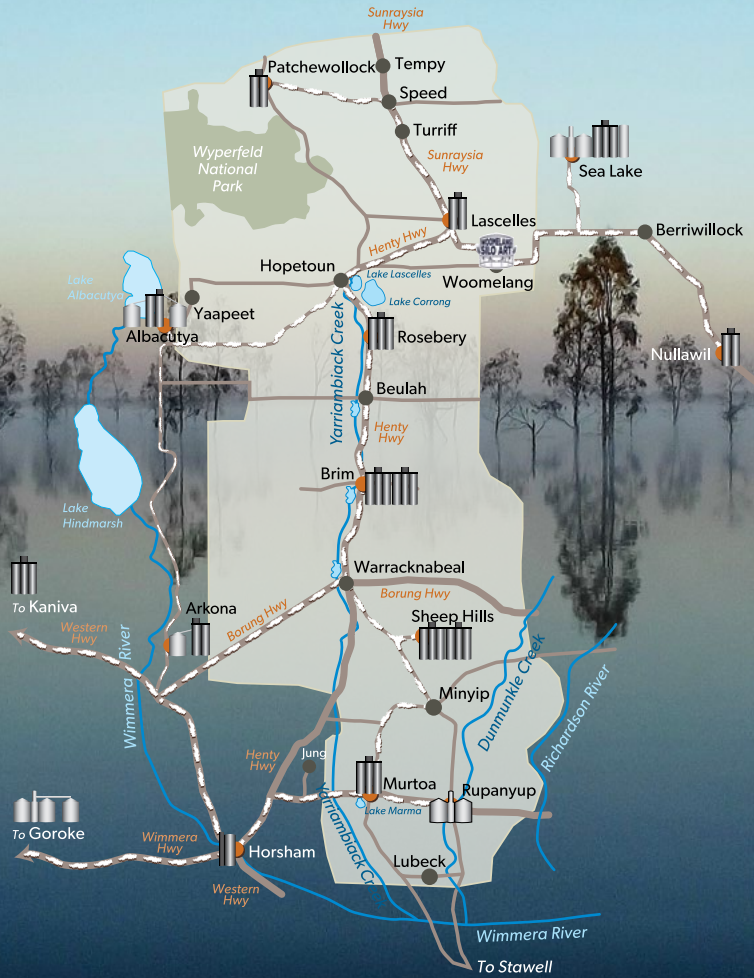 Sunraysia
Hwy
Patchewollock
Tempy
Speed
Turriff
Wyperfeld
National
Park
Sunraysia
Hwy
Sea Lake
Lascelles
Henty Hwy
WOOMELANG
SILO ART
Berriwillock
Hopetoun
Lake Lascelles
Woomelang
Lake
Albacutya
Lake Corrong
Yaapeet
Albacutya
Rosebery
Nullawil
Yarriambiack Creek
Beulah
Henty
Hwy
Brim
Lake
Hindmarsh
Warracknabeal
Borung Hwy
To Kaniva
Arkona
Sheep Hills
Western
Hwy
Borung Hwy
Wimmera River
Minyip
Dunmunkle Creek
Richardson River
Henty
Hwy
Jung
Murtoa
Rupanyup
Lake Marma
Yarriambiack Creek
To Goroke
Wimmera
Hwy
Horsham
Lubeck
Western
Hwy
Wimmera River
To Stawell